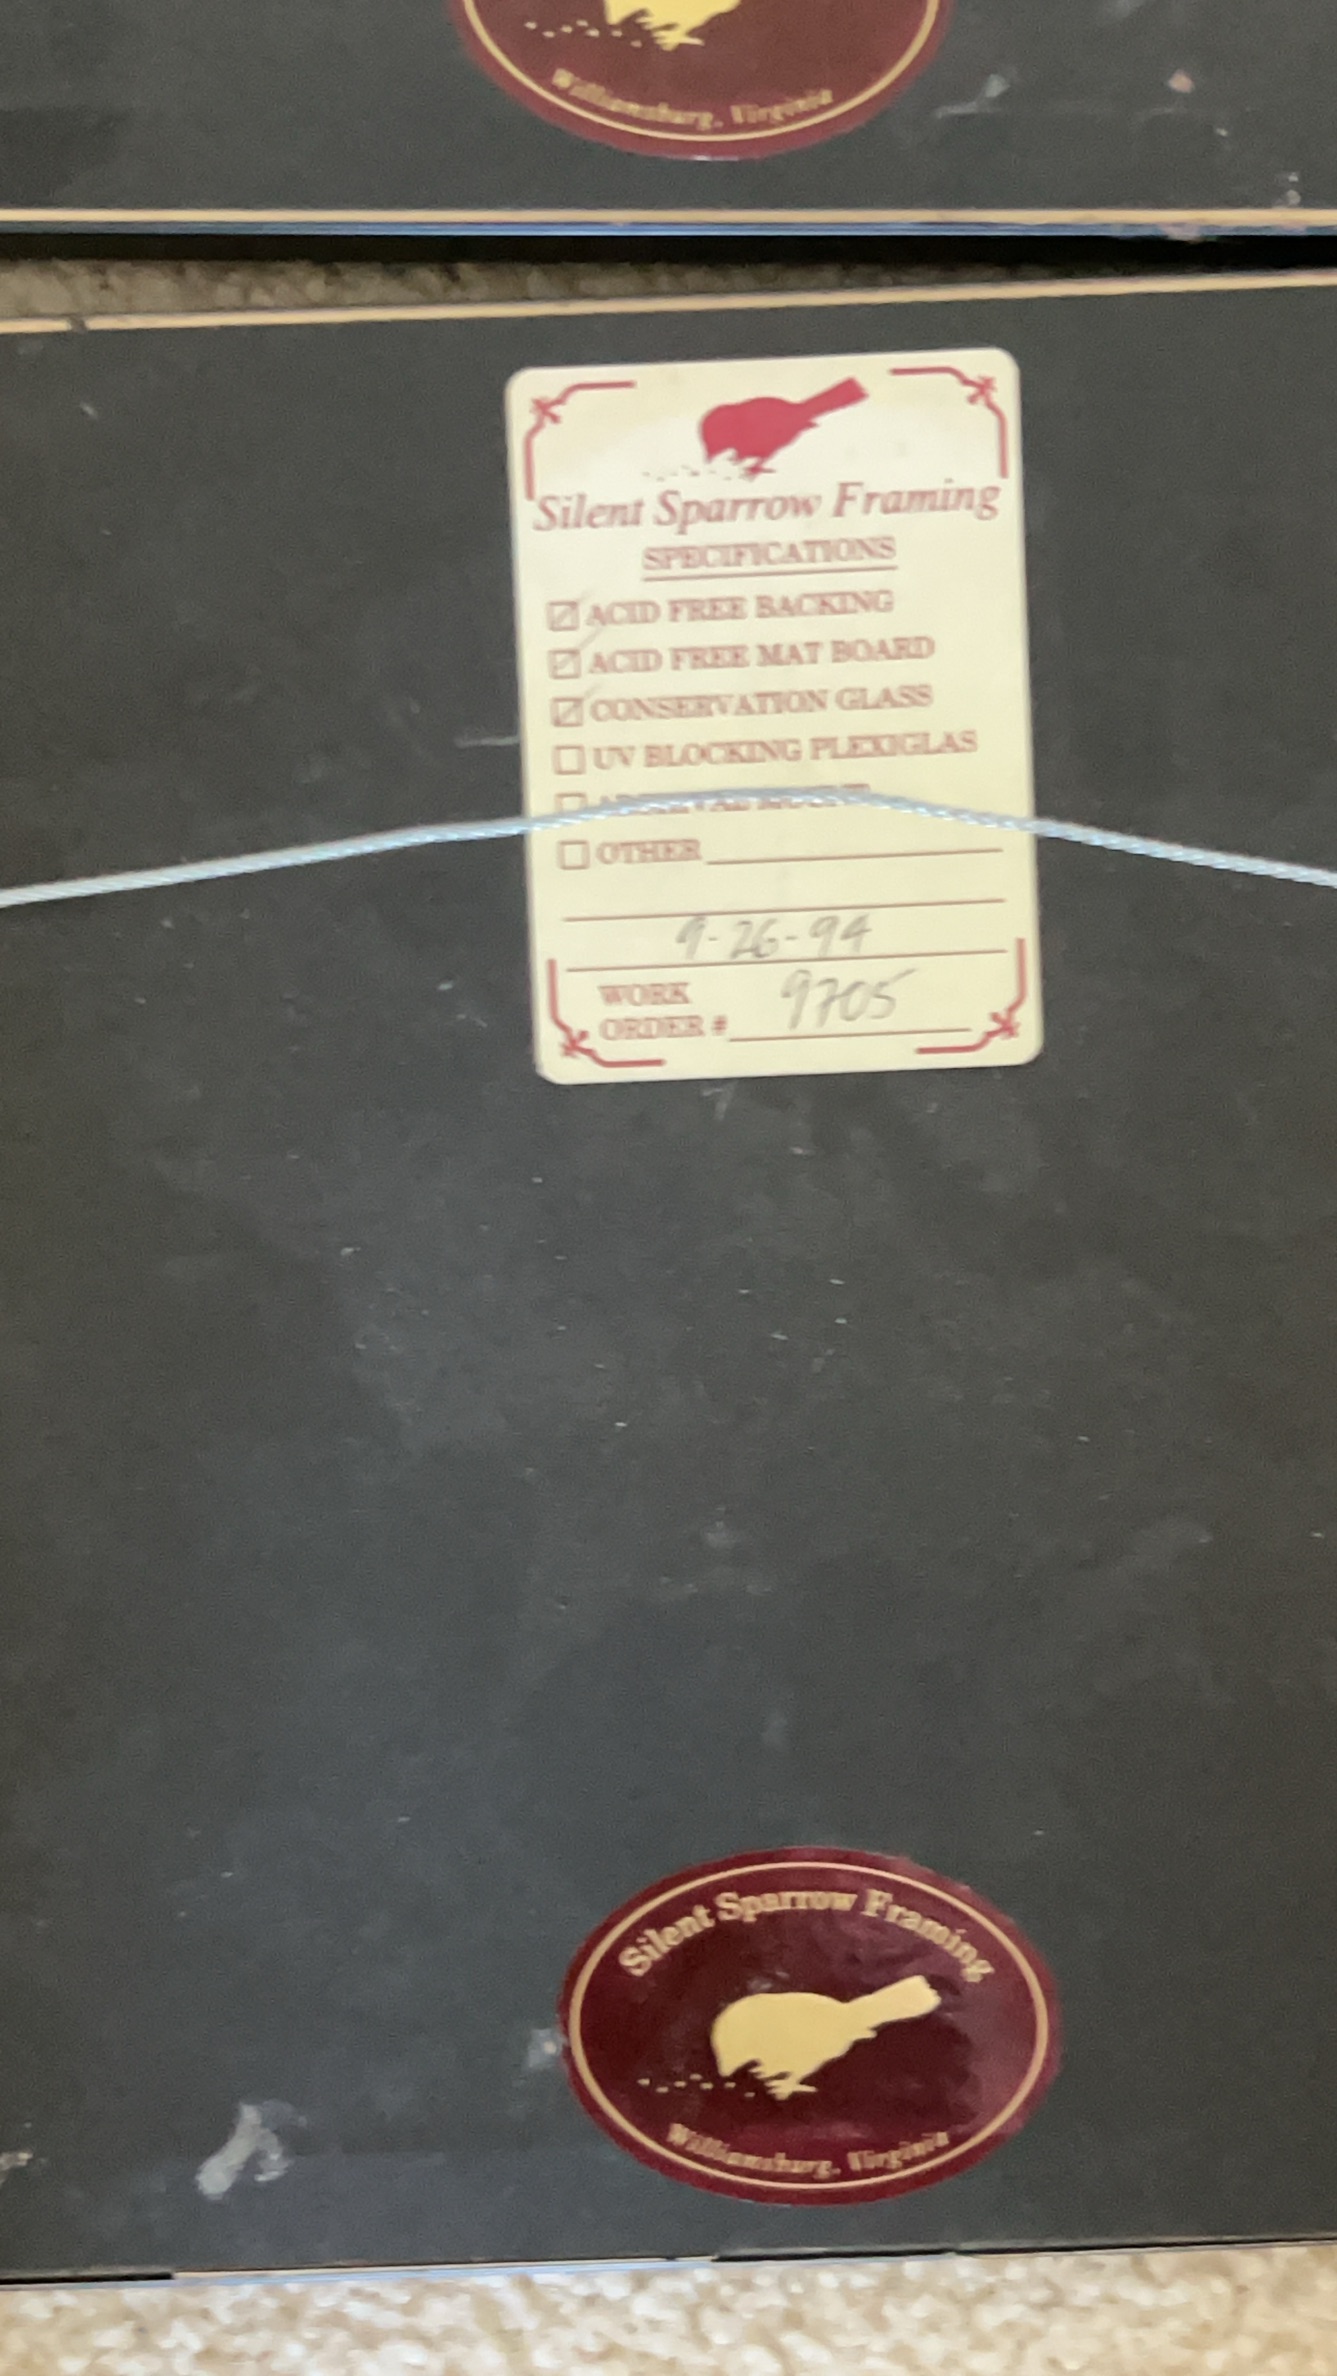 Williamsburg, Virginia
Silent Sparrow Framing
SPECIFICATIONS
ACID FREE BACKING
ACID FREE MAT BOARD
CONSERVATION GLASS
UV BLOCKING PLEXIGLAS
OTHER
9-26-94
WORK
ORDER # 9705
Silent Sparrow Framing
Williamsburg, Virginia